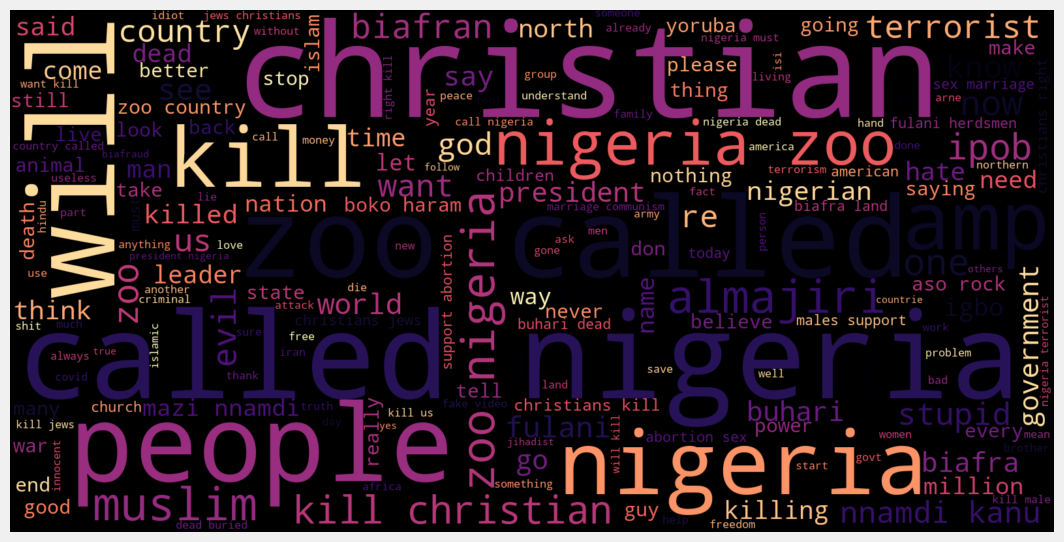 idiot
jews christians
someone
said
without
biafran
north
already
yoruba
going
terrorist
country
islam
christian
nigeria must
make
dead
please
isi
come
better
say
stop
group
living
know
want kill
see
right kill
thing
sex marriage
still
zoo country
year
peace
understand
now
arne
family
will
live
look
back
call
money
time
call nigeria
nigeria dead
hand
fulani herdsmen
country called
kill
god
nigeria zoo
america
done
ipob
biafraud
let
follow
terrorism
american
northern
christians right
animal
man
children
nothing
hate
useless
take
lie
want
president
fact
nigerian
saying
need
hindu
part
must
killed
nation
boko haram
marriage communism
army
re
biafra land
amp
death
anything
us
love
zoo called
new
ask
men
don
today
person
one
use
president nigeria
gone
others
zoo
another
leader
nigeria
support abortion
criminal
die
way
almajiri
aso rock
think
evil
state
attack
world
never
name
countrie
igbo
shit
much
christians jews
buhari dead
believe
males support
government
islamic
sure
free
work
always
true
iran
called nigeria
save
problem
covid
thank
well
bad
nigeria terrorist
tell
land
many
church
mazi nnamdi
truth
fake video
christians kill
buhari
stupid
kill jews
day
kill us
yes
fulani
power
every
mean
war
people
really
zoo
jihadist
will kill
abortion sex
women
brother
innocent
go
nigeria
start
govt
biafra
end
africa
something
million
good
muslim
kill christian
guy
killing
nnamdi kanu
kill male
dead buried
help
freedom